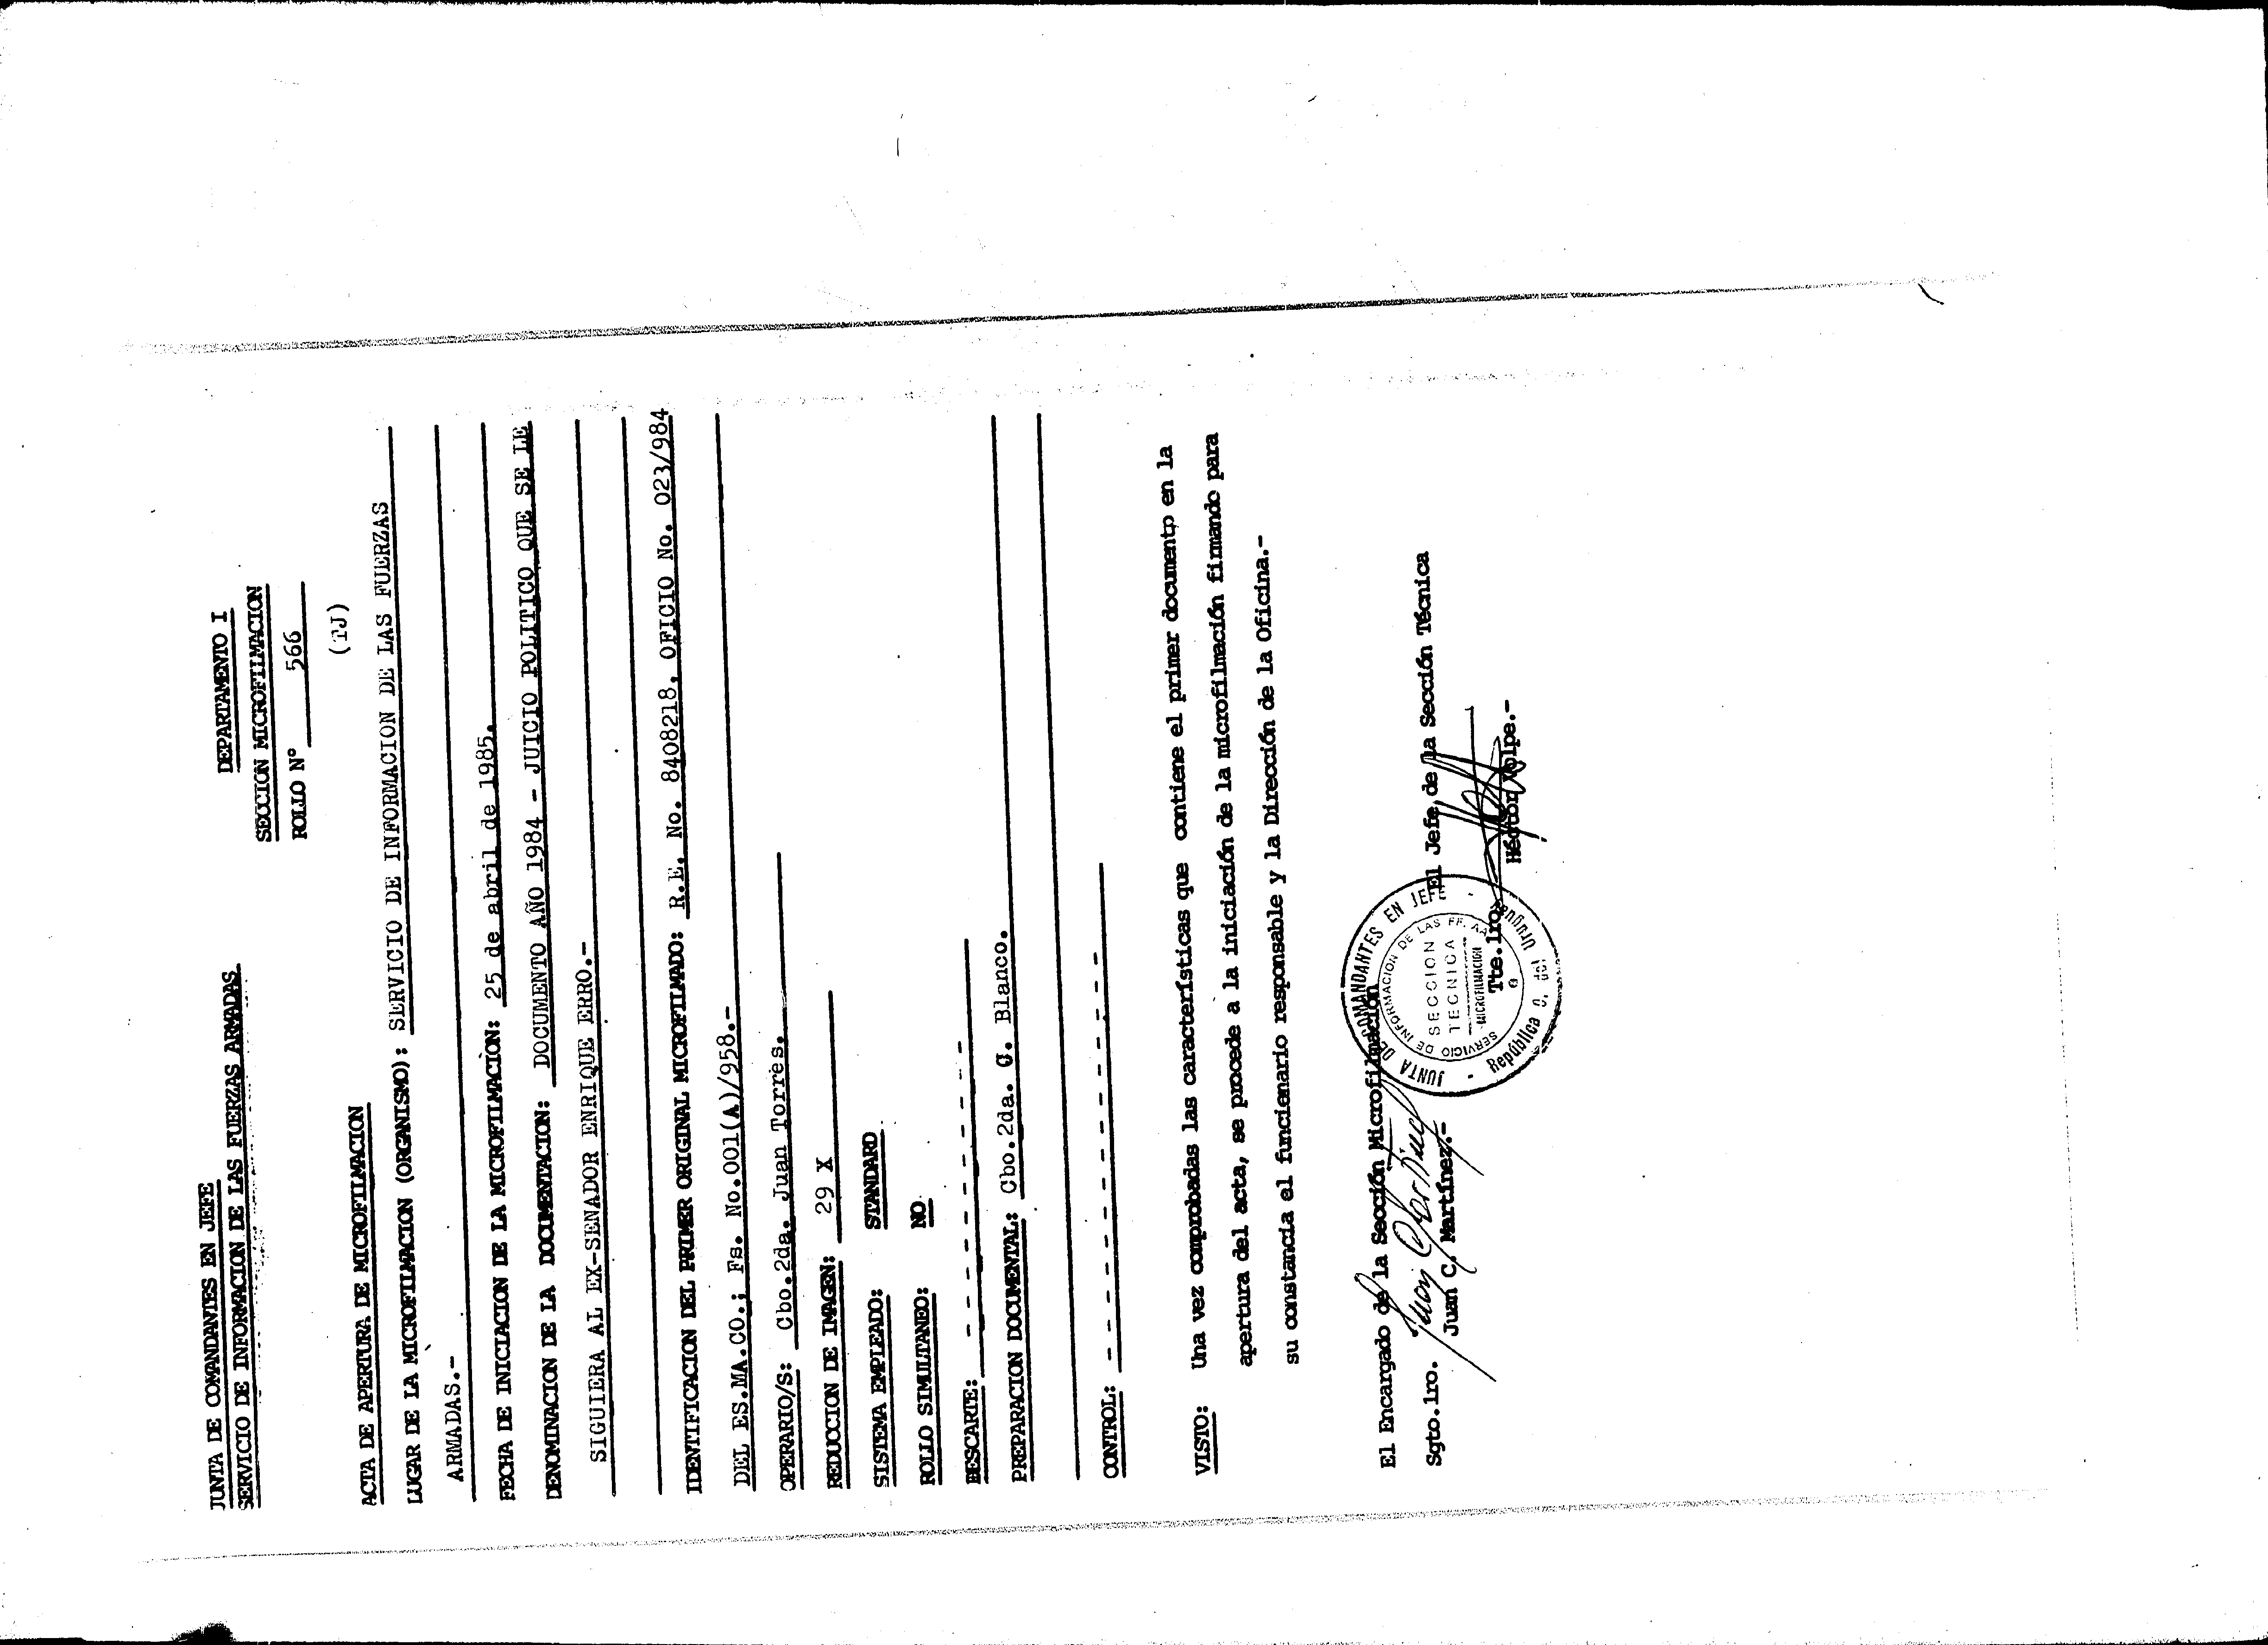 JUNTA DE COMANDANTES EN JEFE
SERVICIO DE INFORMACION DE LAS FUERZAS ARMADAS
DEPARTAMENTO I
SECCION MICROFILMACION
ROLLO N° 566
(TJ)
ACTA DE APERTURA DE MICROFILMACION
LUGAR DE LA MICROFILMACION (ORGANISMO): SERVICIO DE INFORMACION DE LAS FUERZAS
ARMADAS.-
FECHA DE INICIACION DE LA MICROFILMACION: 25 de abril de 1985.
DENOMINACION DE LA DOCUMENTACION: DOCUMENTO AÑO 1984 - JUICIO POLITICO QUE SE LE
SIGUIERA AL EX-SENADOR ENRIQUE ERRO.-
IDENTIFICACION DEL PRIMER ORIGINAL MICROFILMADO: R.E. No. 8408218, OFICIO No. 023/984
DEL ES.MA.CO.; Fs. No.001(A)/958.-
OPERARIO/S: Cbo.2da. Juan Torres.
REDUCCION DE IMAGEN: 29 X
SISTEMA EMPLEADO: STANDARD
ROLLO SIMULTANEO: NO
DESCARTE: - - - - - - - - - - - - -
PREPARACION DOCUMENTAL: Cbo.2da. G. Blanco.
CONTROL: - - - - - - - - - - - - - - - -
VISTO: Una vez comprobadas las características que contiene el primer documento en la
apertura del acta, se procede a la iniciación de la microfilmación firmando para
su constancia el funcionario responsable y la Dirección de la Oficina.-
El Encargado de la Sección Microfilmación
El Jefe de la Sección Técnica
Sgto.1ro.
Juan C. Martínez.-
Tte.1ro.
Héctor Volpe.-
JUNTA DE COMANDANTES EN JEFE
SERVICIO DE INFORMACION DE LAS FF. AA.
SECCION
TECNICA
MICROFILMACION
República O. del Uruguay